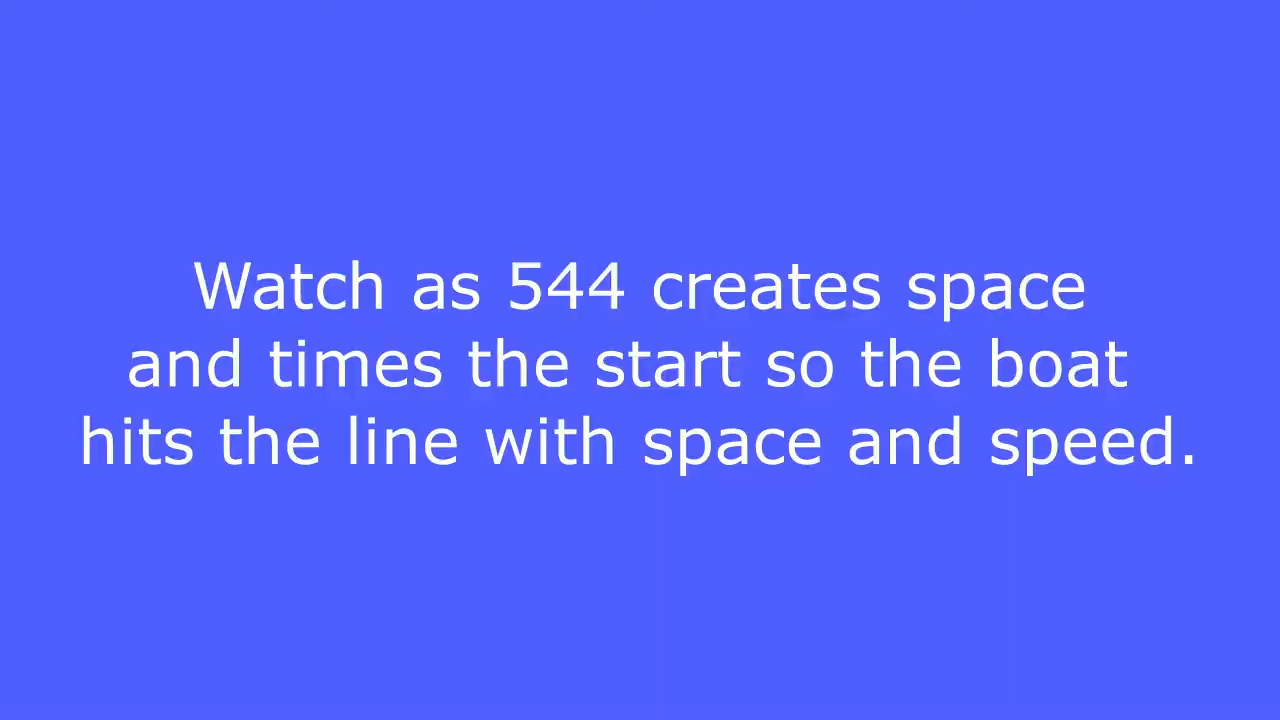 Watch as 544 creates space
and times the start so the boat
hits the line with space and speed.